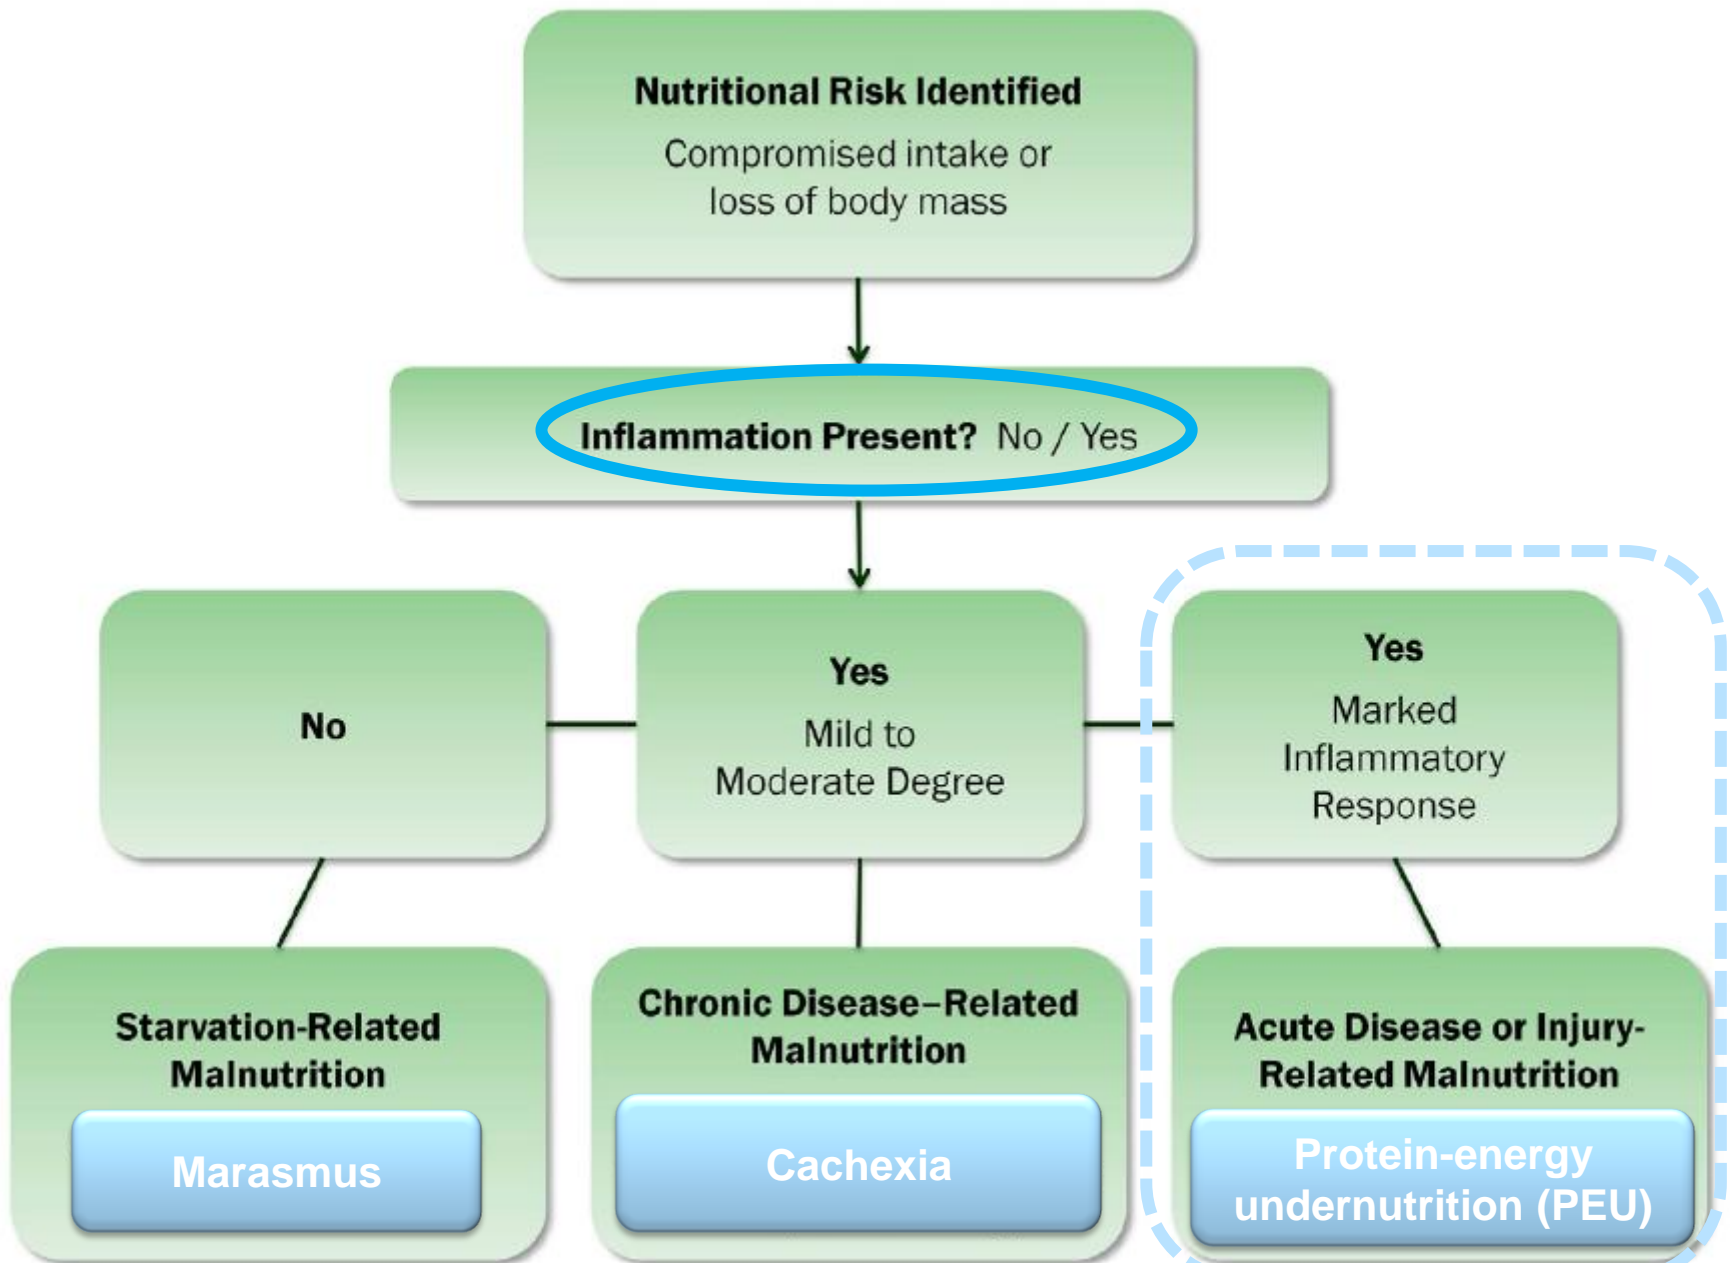 Nutritional Risk Identified
Compromised intake or
loss of body mass
Inflammation Present? No / Yes
No
Yes
Mild to
Moderate Degree
Yes
Marked
Inflammatory
Response
Starvation-Related
Malnutrition
Marasmus
Chronic Disease–Related
Malnutrition
Cachexia
Acute Disease or Injury-
Related Malnutrition
Protein-energy
undernutrition (PEU)